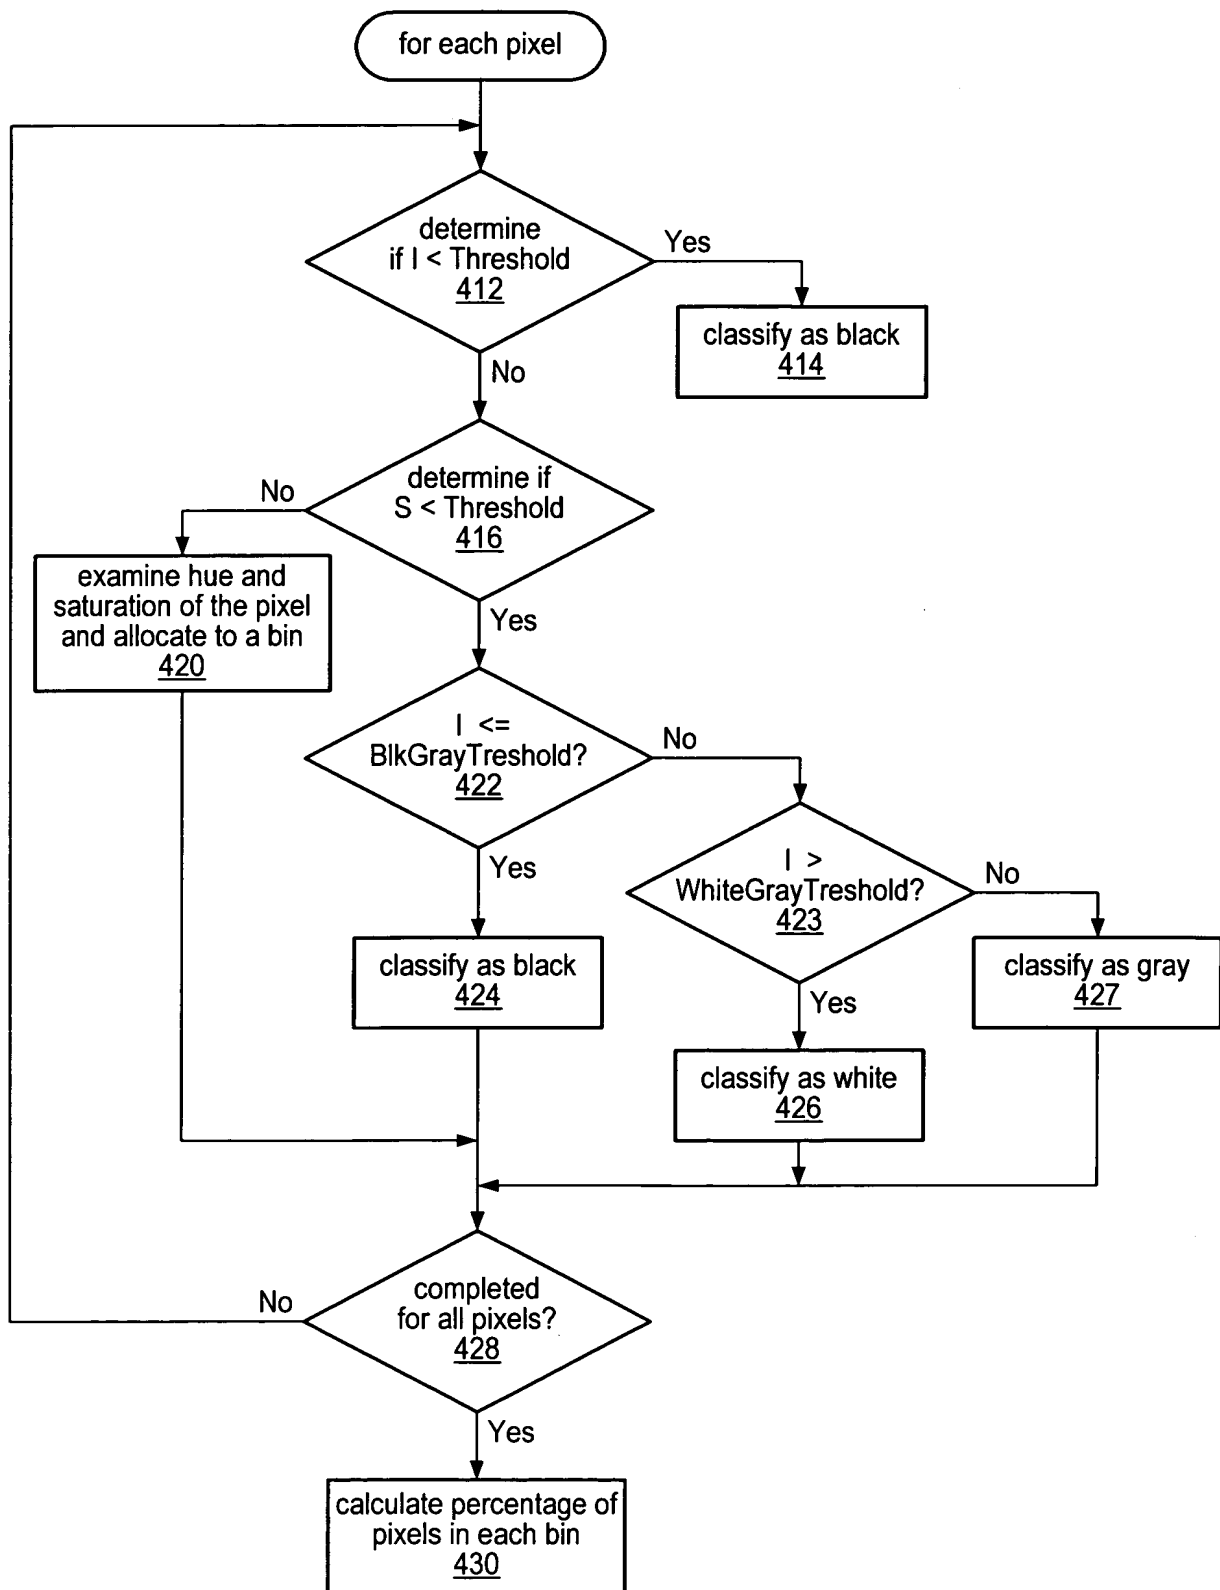 for each pixel
determine
if I < Threshold
412
Yes
classify as black
414
No
determine if
S < Threshold
416
No
examine hue and
saturation of the pixel
and allocate to a bin
420
Yes
I <=
BlkGrayTreshold?
422
No
I >
WhiteGrayTreshold?
423
No
Yes
classify as black
424
classify as gray
427
Yes
classify as white
426
completed
for all pixels?
428
No
Yes
calculate percentage of
pixels in each bin
430